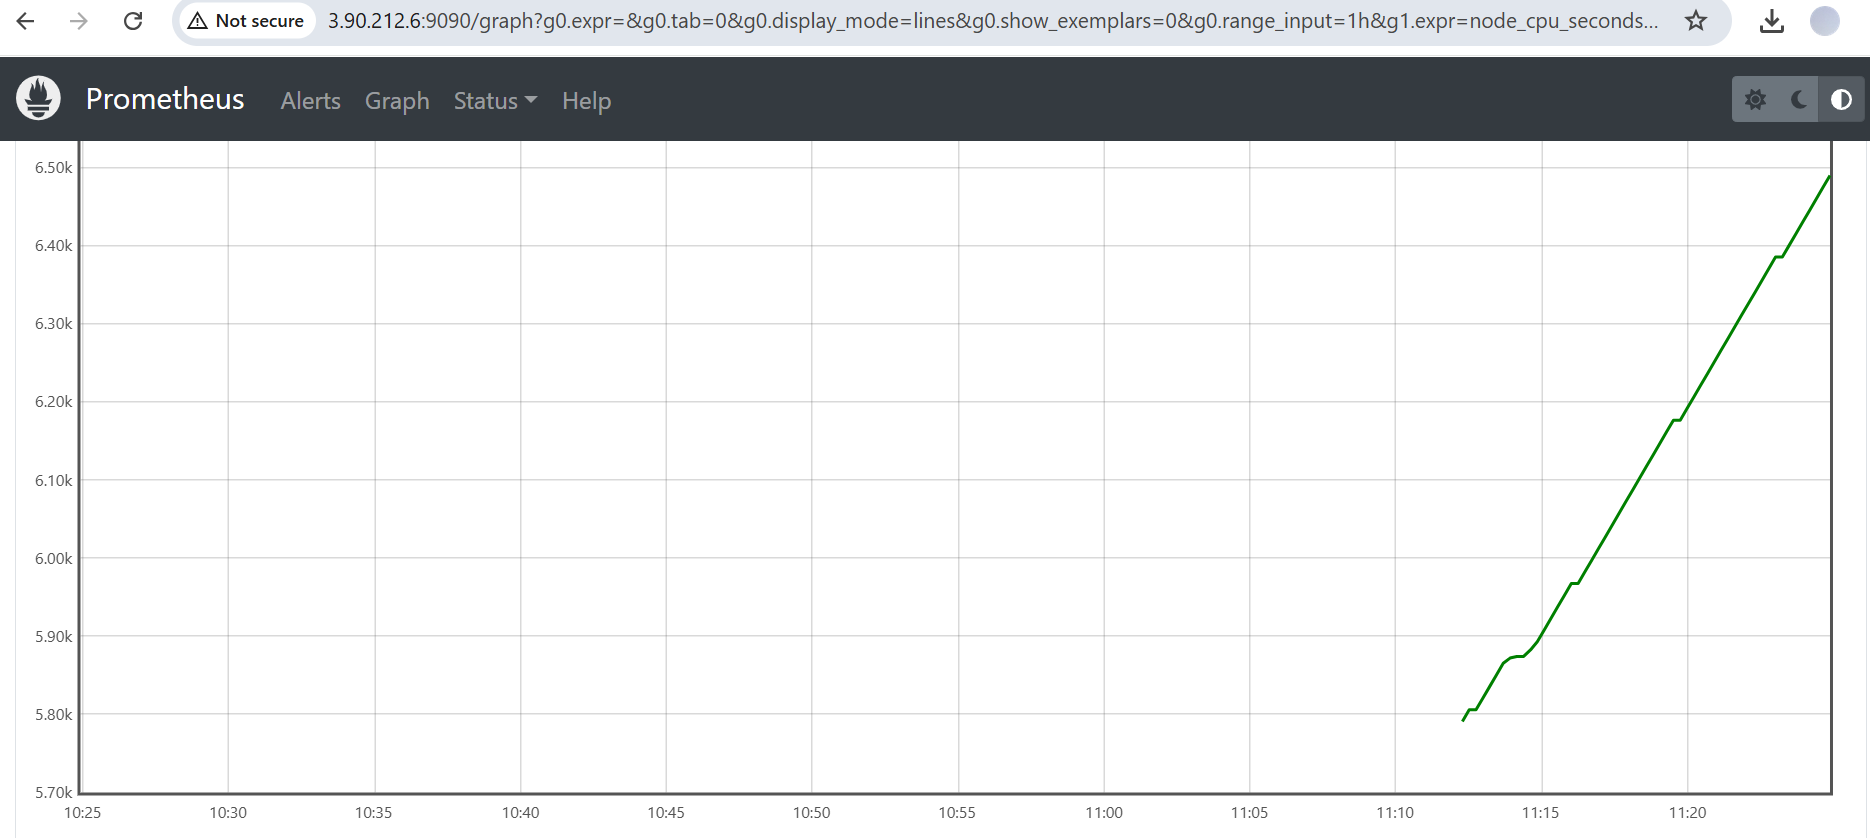 Not secure 3.90.212.6:9090/graph?g0.expr=&g0.tab=0&g0.display_mode=lines&g0.show_exemplars=0&g0.range_input=1h&g1.expr=node_cpu_seconds...
Prometheus Alerts Graph Status Help
6.50k
6.40k
6.30k
6.20k
6.10k
6.00k
5.90k
5.80k
5.70k
10:25 10:30 10:35 10:40 10:45 10:50 10:55 11:00 11:05 11:10 11:15 11:20